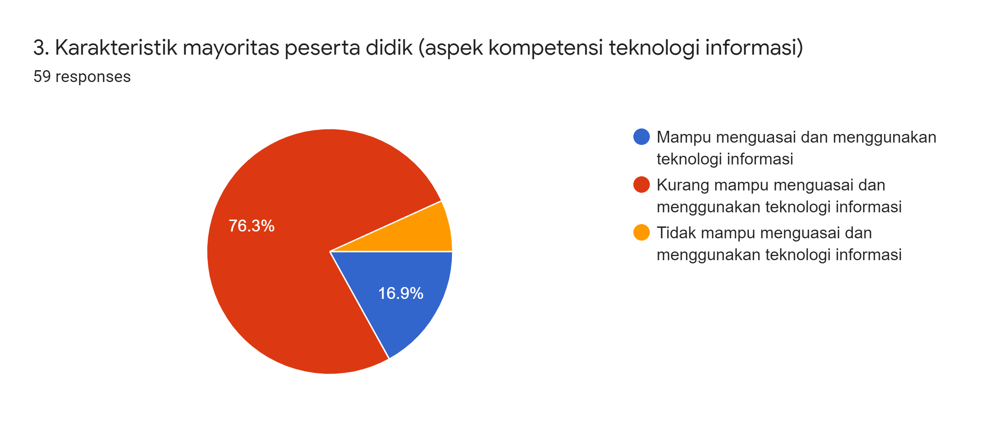 3. Karakteristik mayoritas peserta didik (aspek kompetensi teknologi informasi)
59 responses
76.3%
16.9%
Mampu menguasai dan menggunakan
teknologi informasi
Kurang mampu menguasai dan
menggunakan teknologi informasi
Tidak mampu menguasai dan
menggunakan teknologi informasi